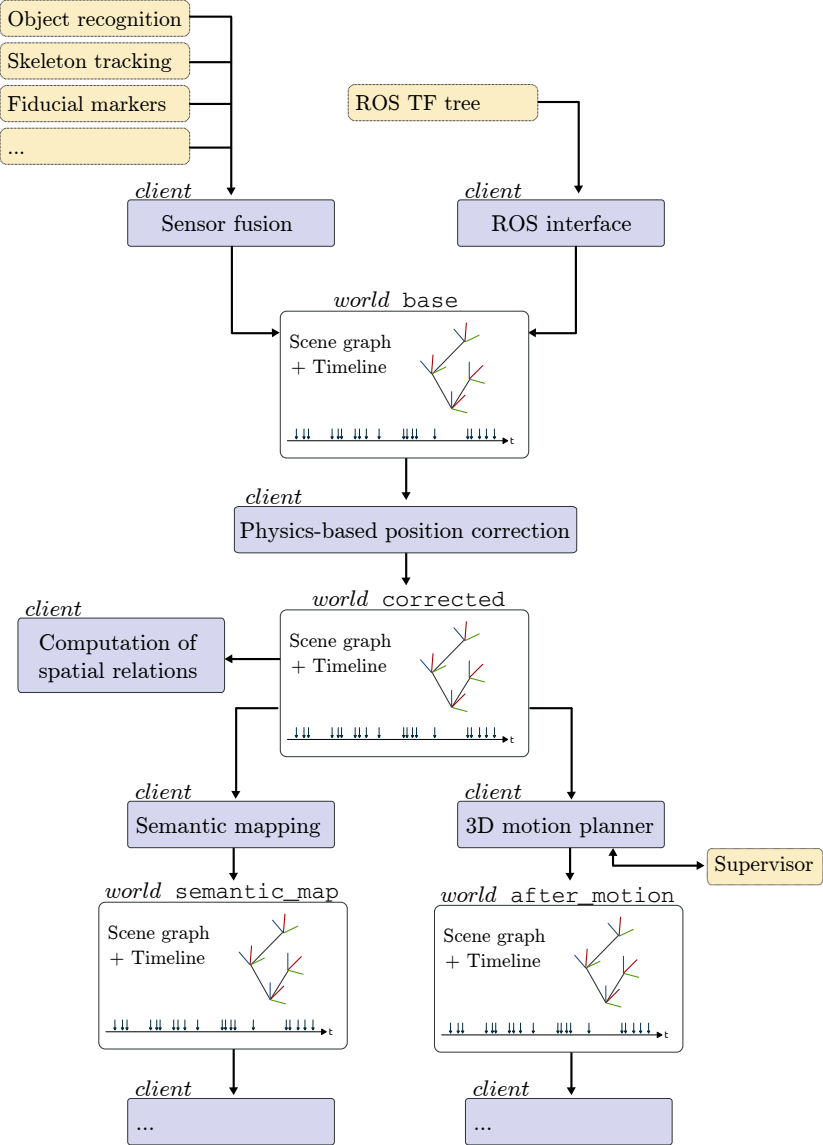 Object recognition
Skeleton tracking
Fiducial markers
...
ROS TF tree
client
Sensor fusion
client
ROS interface
world base
Scene graph
+ Timeline
t
client
Physics-based position correction
world corrected
Scene graph
+ Timeline
t
client
Computation of
spatial relations
client
Semantic mapping
client
3D motion planner
Supervisor
world semantic_map
Scene graph
+ Timeline
t
world after_motion
Scene graph
+ Timeline
t
client
...
client
...